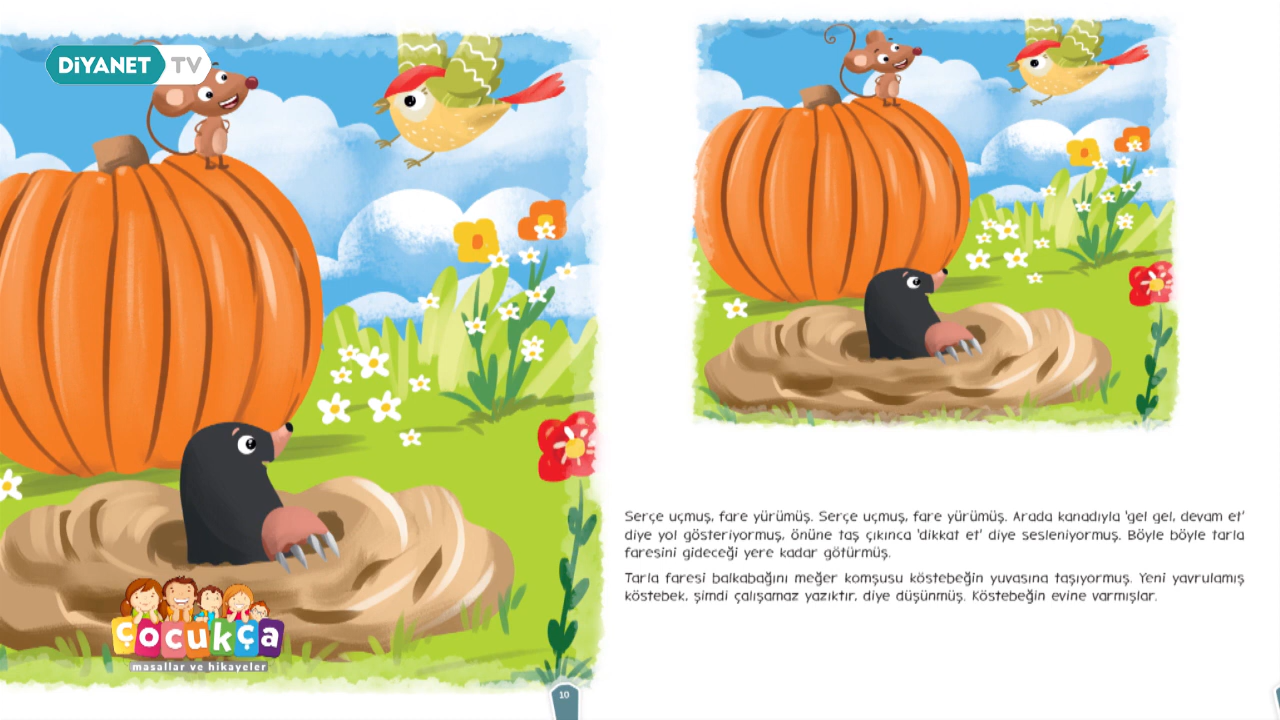 DİYANET TV
çocukça
masallar ve hikayeler
10
Serçe uçmuş, fare yürümüş. Serçe uçmuş, fare yürümüş. Arada kanadıyla 'gel gel, devam et'
diye yol gösteriyormuş, önüne taş çıkınca 'dikkat et' diye sesleniyormuş. Böyle böyle tarla
faresini gideceği yere kadar götürmüş.
Tarla faresi balkabağını meğer komşusu köstebeğin yuvasına taşıyormuş. Yeni yavrulamış
köstebek, şimdi çalışamaz yazıktır, diye düşünmüş. Köstebeğin evine varmışlar.